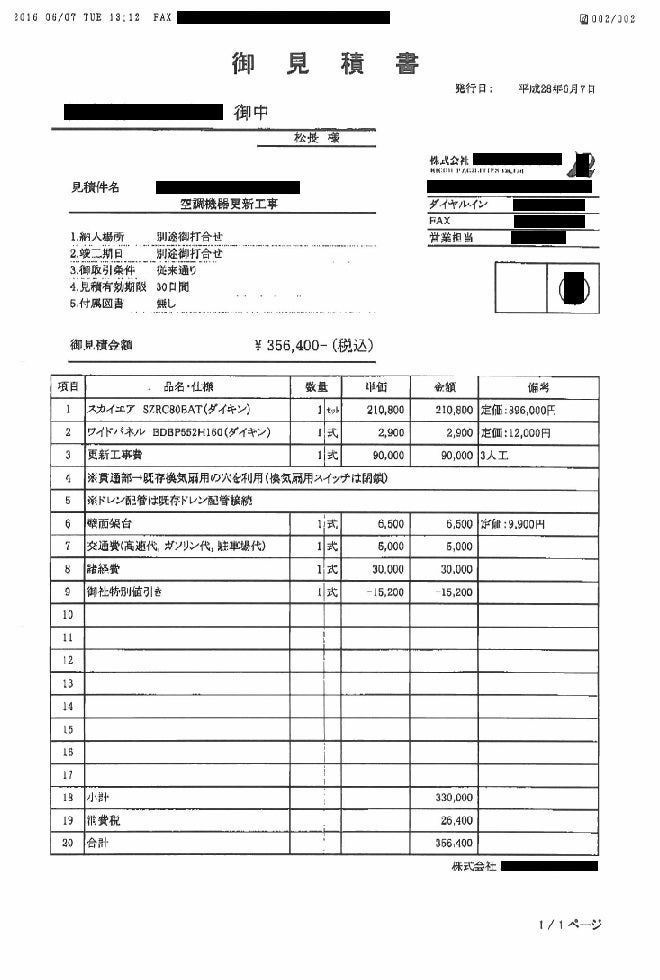 2016 06/07 TUE 13:12 FAX
002/002
御見積書
発行日: 平成28年6月7日
御中
松長 様
株式会社
見積件名
空調機器更新工事
ダイヤルイン
FAX
営業担当
1.納入場所 別途御打合せ
2.竣工期日 別途御打合せ
3.御取引条件 従来通り
4.見積有効期限 30日間
5.付属図書 無し
御見積金額 ¥356,400-(税込)
項目 品名・仕様 数量 単価 金額 備考
1 スカイエア SZRC80BAT(ダイキン) 1 セット 210,800 210,800 定価:396,000円
2 ワイドパネル BDBP552H160(ダイキン) 1 式 2,900 2,900 定価:12,000円
3 更新工事費 1 式 90,000 90,000 3人工
4 ※貫通部→既存換気扇用の穴を利用(換気扇用スイッチは閉鎖)
5 ※ドレン配管は既存ドレン配管接続
6 壁面架台 1 式 6,500 6,500 定価:9,900円
7 交通費(高速代, ガソリン代, 駐車場代) 1 式 5,000 5,000
8 諸経費 1 式 30,000 30,000
9 御社特別値引き 1 式 -15,200 -15,200
10
11
12
13
14
15
16
17
18 小計 330,000
19 消費税 26,400
20 合計 356,400
株式会社
1/1ページ